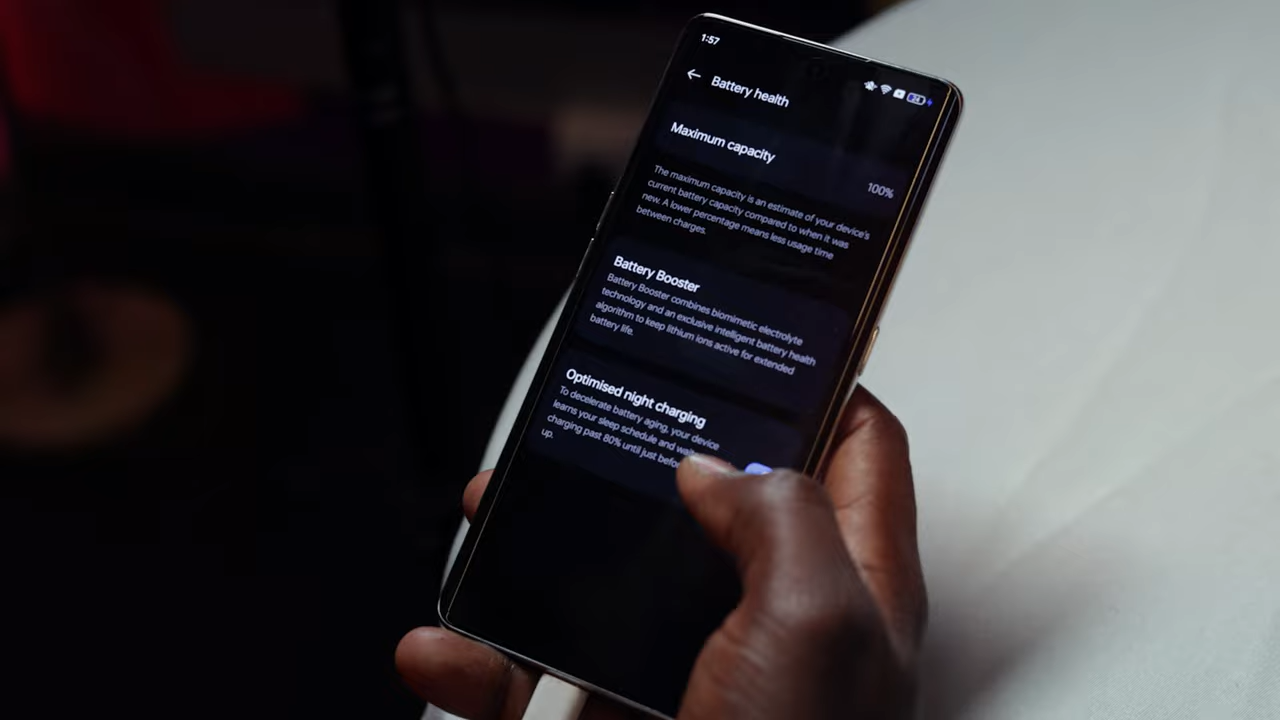 1:57
Battery health
Maximum capacity
100%
The maximum capacity is an estimate of your device's
current battery capacity compared to when it was
new. A lower percentage means less usage time
between charges.
Battery Booster
Battery Booster combines biomimetic electrolyte
technology and an exclusive intelligent battery health
algorithm to keep lithium ions active for extended
battery life.
Optimised night charging
To decelerate battery aging, your device
learns your sleep schedule and
charging past 80% until just
up.